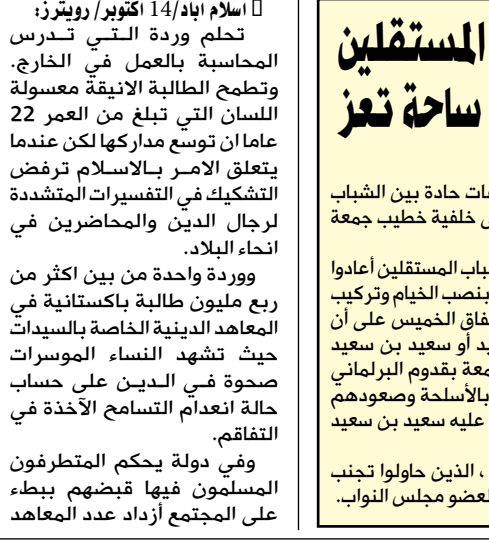 المستقلين
ساحة تعز
حادة بين الشباب
خلفية خطيب جمعة
المستقلين أعادوا
بنصب الخيام وتركيب
الخميس على أن
أو سعيد بن سعيد
بقدوم البرلماني
بالأسلحة وصعودهم
عليه سعيد بن سعيد
، الذين حاولوا تجنب
لعضو مجلس النواب.
اسلام اباد/14 اكتوبر/ رويترز:
تحلم وردة التي تدرس
المحاسبة بالعمل في الخارج.
وتطمح الطالبة الانيقة معسولة
اللسان التي تبلغ من العمر 22
عاما ان توسع مداركها لكن عندما
يتعلق الامر بالاسلام ترفض
التشكيك في التفسيرات المتشددة
لرجال الدين والمحاضرين في
انحاء البلاد.
ووردة واحدة من بين اكثر من
ربع مليون طالبة باكستانية في
المعاهد الدينية الخاصة بالسيدات
حيث تشهد النساء الموسرات
صحوة في الدين على حساب
حالة انعدام التسامح الآخذة في
التفاقم.
وفي دولة يحكم المتطرفون
المسلمون فيها قبضهم ببطء
على المجتمع أزداد عدد المعاهد